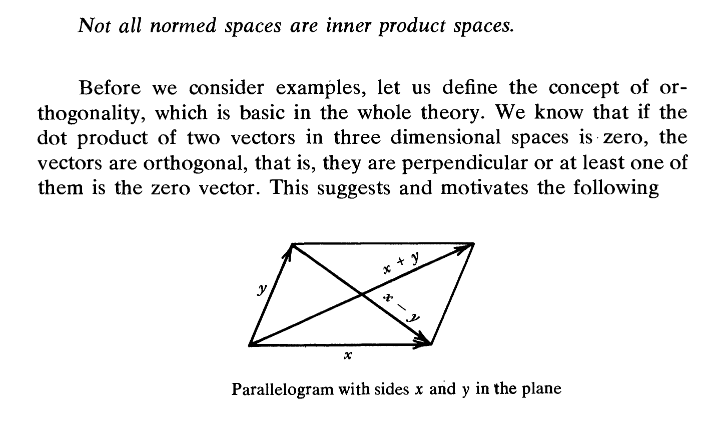 Not all normed spaces are inner product spaces.
Before we consider examples, let us define the concept of or-
thogonality, which is basic in the whole theory. We know that if the
dot product of two vectors in three dimensional spaces is zero, the
vectors are orthogonal, that is, they are perpendicular or at least one of
them is the zero vector. This suggests and motivates the following
x + y
y
x − y
x
Parallelogram with sides x and y in the plane